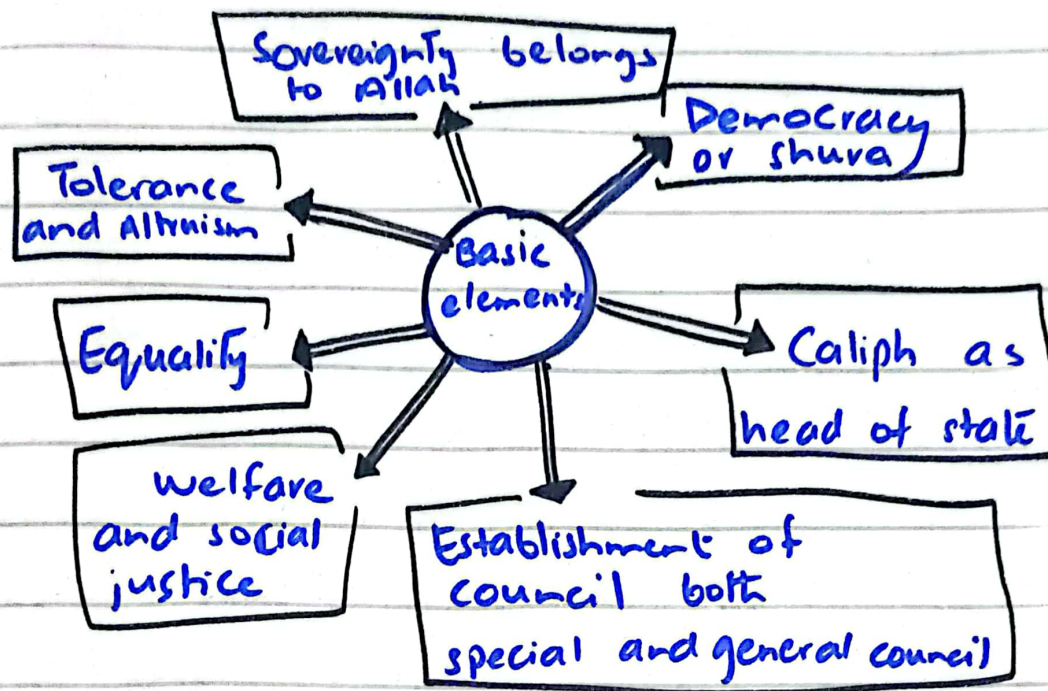 Sovereignty belongs
to Allah
Democracy
or shura
Tolerance
and Altruism
Basic
elements
Equality
Caliph as
head of state
welfare
and social
justice
Establishment of
council both
special and general council